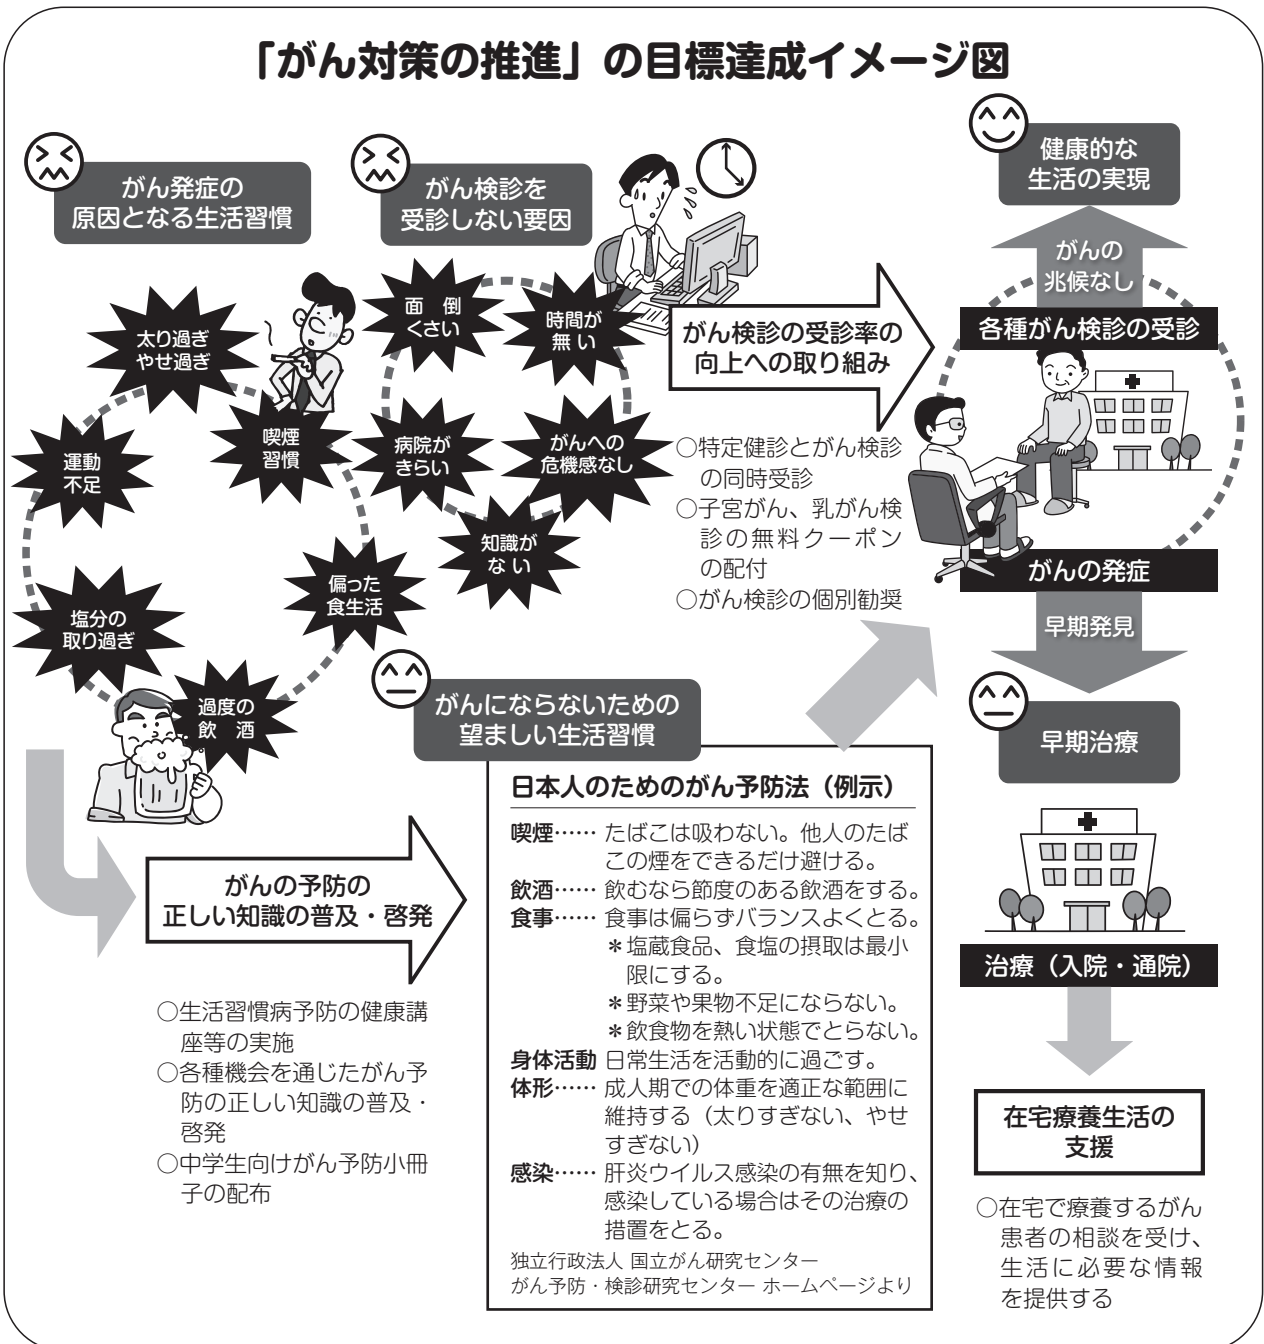 「がん対策の推進」の目標達成イメージ図
がん発症の
原因となる生活習慣
太り過ぎ
やせ過ぎ
喫煙
習慣
運動
不足
偏った
食生活
塩分の
取り過ぎ
過度の
飲　酒
がん検診を
受診しない要因
面　倒
くさい
時間が
無 い
病院が
きらい
がんへの
危機感なし
知識が
な い
がん検診の受診率の
向上への取り組み
○特定健診とがん検診
の同時受診
○子宮がん、乳がん検
診の無料クーポン
の配付
○がん検診の個別勧奨
健康的な
生活の実現
がんの
兆候なし
各種がん検診の受診
がんの発症
早期発見
早期治療
治療（入院・通院）
在宅療養生活の
支援
○在宅で療養するがん
患者の相談を受け、
生活に必要な情報
を提供する
がんの予防の
正しい知識の普及・啓発
○生活習慣病予防の健康講
座等の実施
○各種機会を通じたがん予
防の正しい知識の普及・
啓発
○中学生向けがん予防小冊
子の配布
がんにならないための
望ましい生活習慣
日本人のためのがん予防法（例示）
喫煙…… たばこは吸わない。他人のたば
この煙をできるだけ避ける。
飲酒…… 飲むなら節度のある飲酒をする。
食事…… 食事は偏らずバランスよくとる。
＊塩蔵食品、食塩の摂取は最小
限にする。
＊野菜や果物不足にならない。
＊飲食物を熱い状態でとらない。
身体活動 日常生活を活動的に過ごす。
体形…… 成人期での体重を適正な範囲に
維持する（太りすぎない、やせ
すぎない）
感染…… 肝炎ウイルス感染の有無を知り、
感染している場合はその治療の
措置をとる。
独立行政法人 国立がん研究センター
がん予防・検診研究センター ホームページより